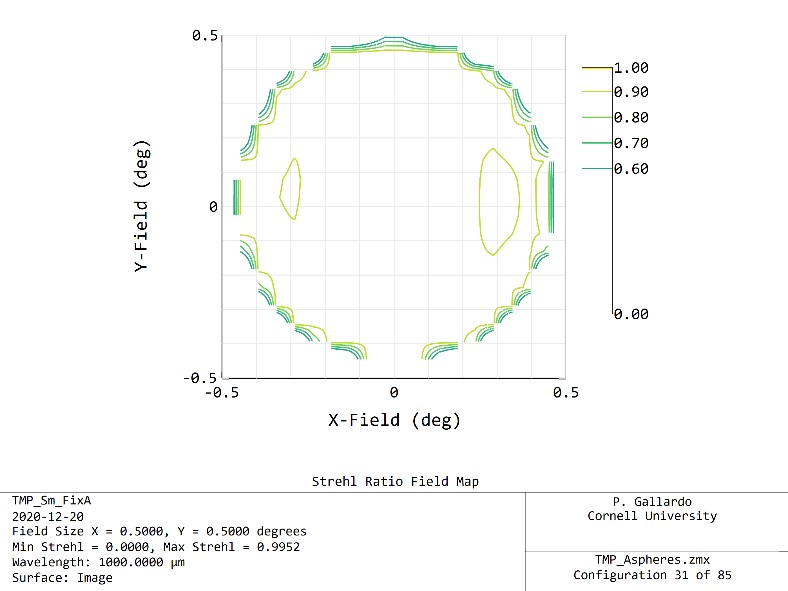 0.5
0
-0.5
-0.5
0
0.5
Y-Field (deg)
X-Field (deg)
1.00
0.90
0.80
0.70
0.60
0.00
Strehl Ratio Field Map
TMP_Sm_FixA
2020-12-20
Field Size X = 0.5000, Y = 0.5000 degrees
Min Strehl = 0.0000, Max Strehl = 0.9952
Wavelength: 1000.0000 µm
Surface: Image
P. Gallardo
Cornell University
TMP_Aspheres.zmx
Configuration 31 of 85